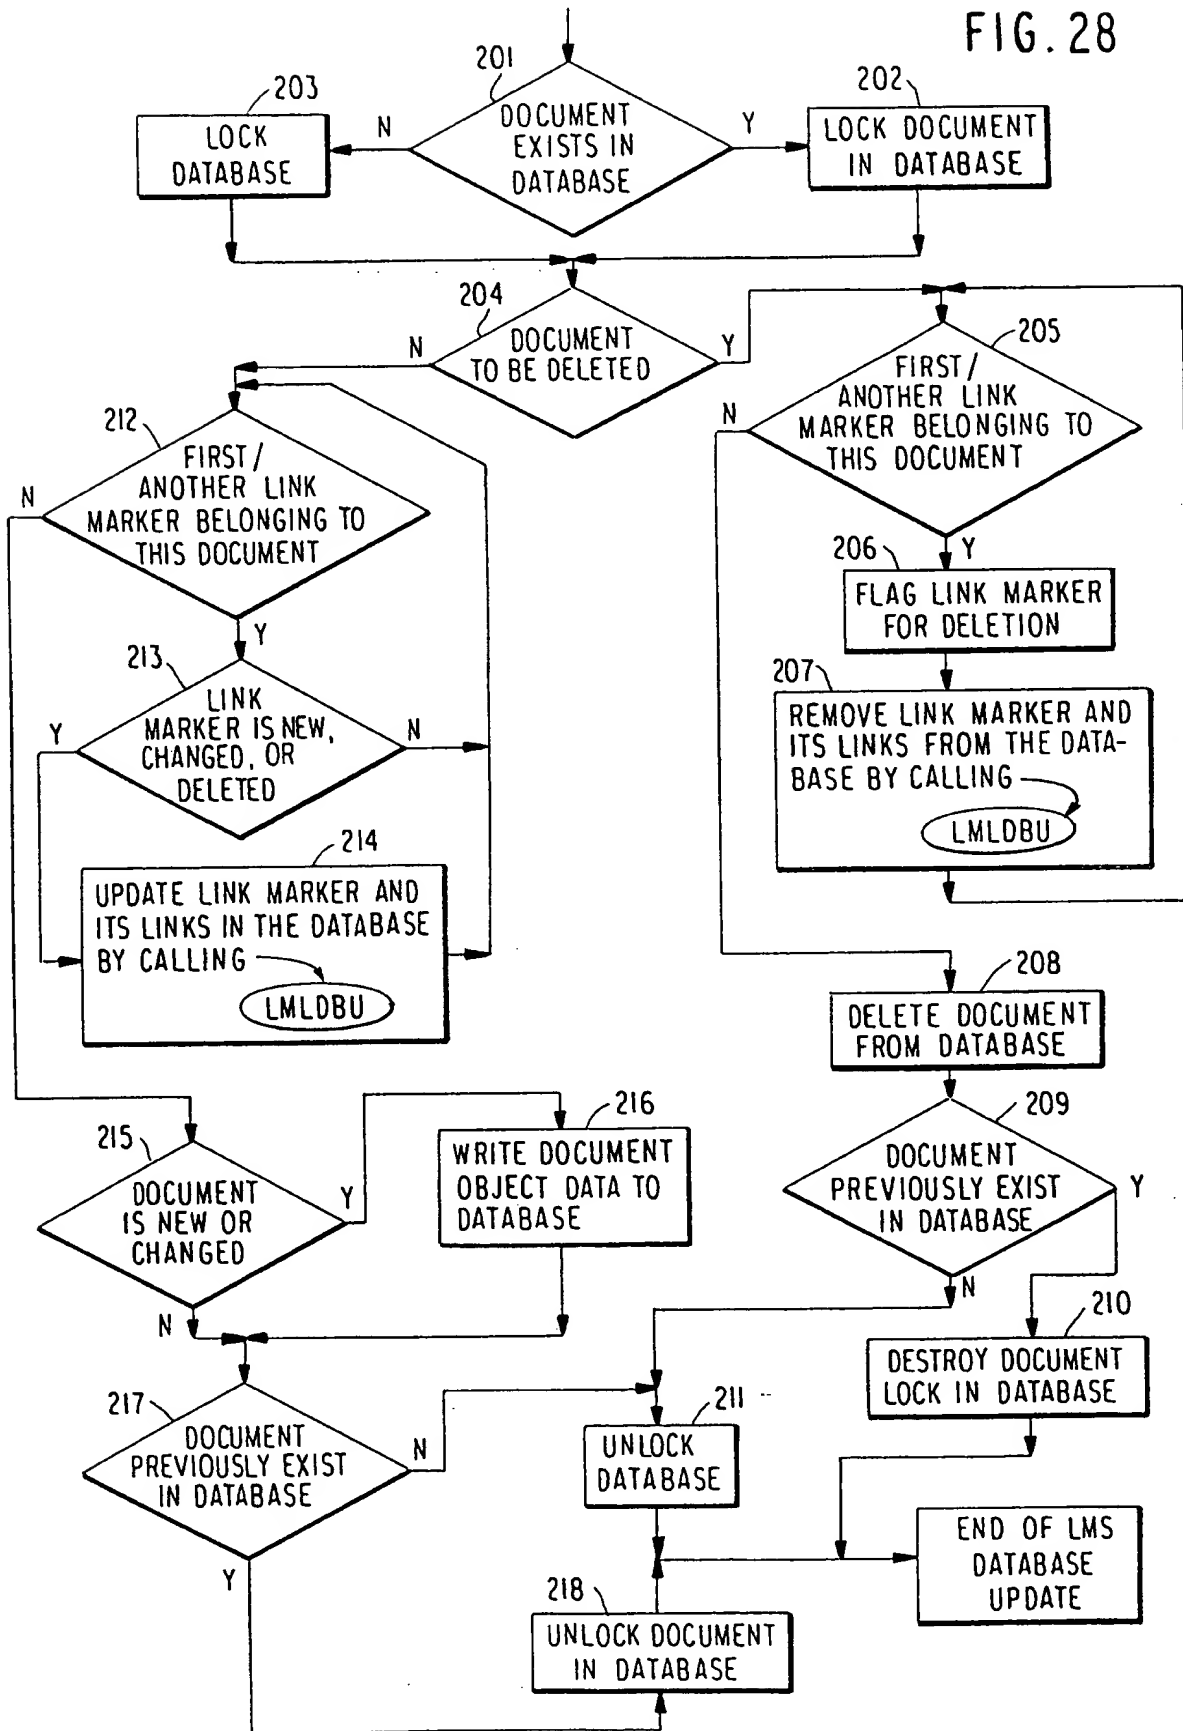 FIG. 28
201
DOCUMENT
EXISTS IN
DATABASE
N
Y
203
LOCK
DATABASE
202
LOCK DOCUMENT
IN DATABASE
204
DOCUMENT
TO BE DELETED
N
Y
205
FIRST/
ANOTHER LINK
MARKER BELONGING TO
THIS DOCUMENT
N
Y
206
FLAG LINK MARKER
FOR DELETION
207
REMOVE LINK MARKER AND
ITS LINKS FROM THE DATA-
BASE BY CALLING
LMLDBU
212
FIRST/
ANOTHER LINK
MARKER BELONGING TO
THIS DOCUMENT
N
Y
213
LINK
MARKER IS NEW,
CHANGED, OR
DELETED
Y
N
214
UPDATE LINK MARKER AND
ITS LINKS IN THE DATABASE
BY CALLING
LMLDBU
208
DELETE DOCUMENT
FROM DATABASE
209
DOCUMENT
PREVIOUSLY EXIST
IN DATABASE
Y
N
215
DOCUMENT
IS NEW OR
CHANGED
Y
N
216
WRITE DOCUMENT
OBJECT DATA TO
DATABASE
210
DESTROY DOCUMENT
LOCK IN DATABASE
217
DOCUMENT
PREVIOUSLY EXIST
IN DATABASE
N
Y
211
UNLOCK
DATABASE
END OF LMS
DATABASE
UPDATE
218
UNLOCK DOCUMENT
IN DATABASE